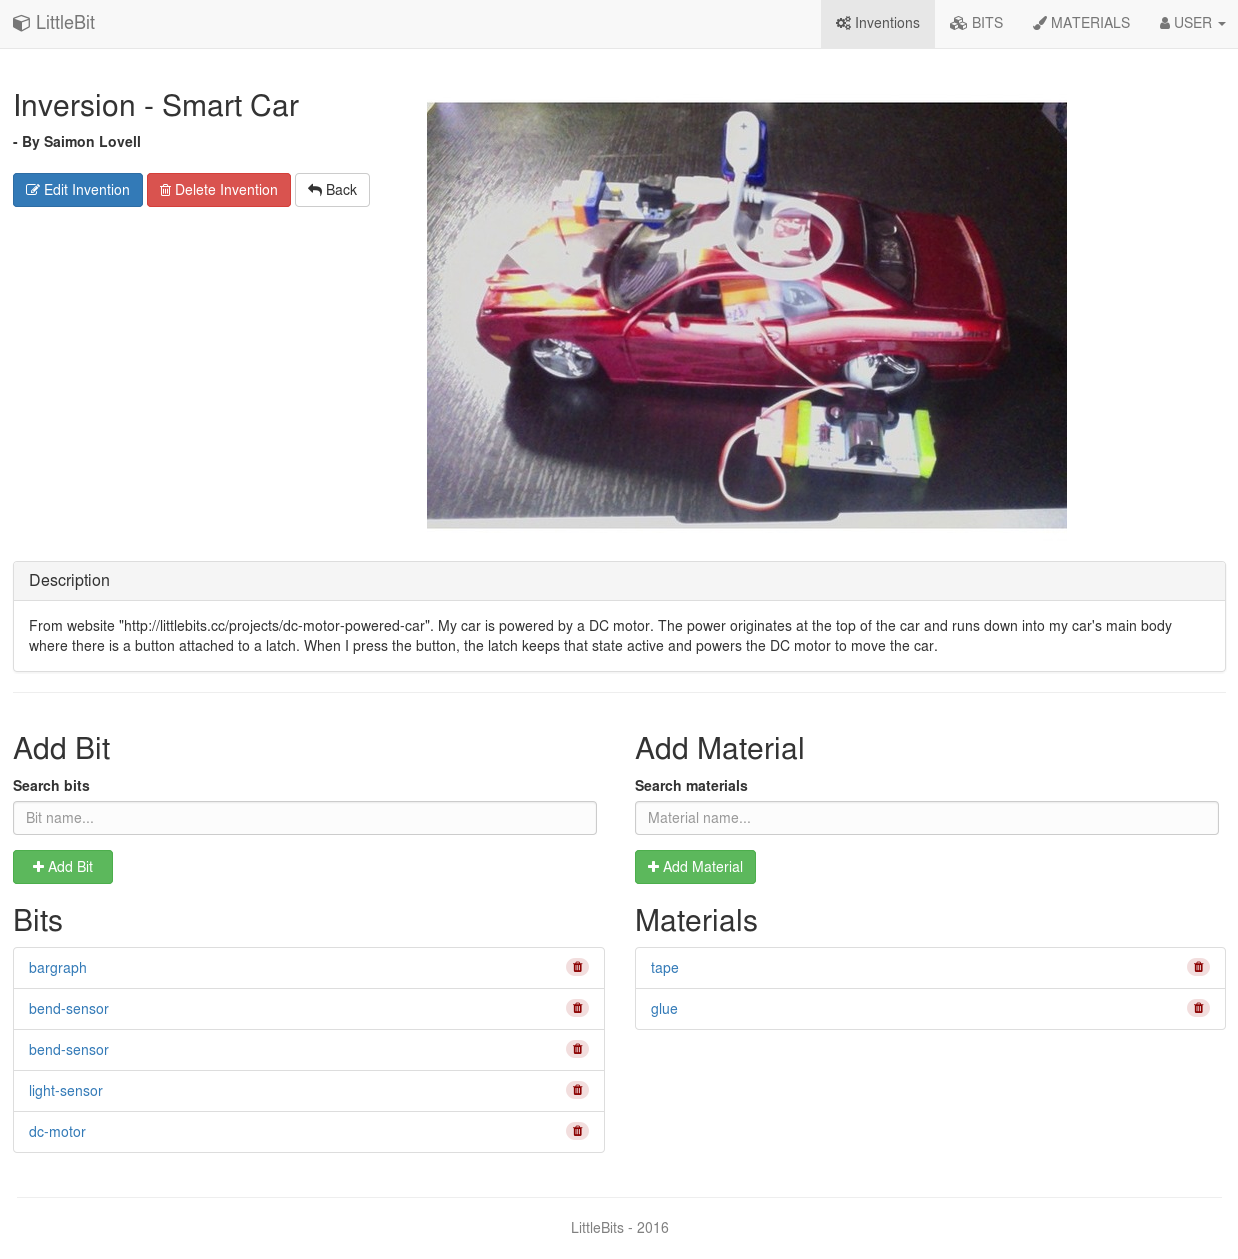 LittleBit
Inventions
BITS
MATERIALS
USER
Inversion - Smart Car
- By Saimon Lovell
Edit Invention
Delete Invention
Back
Description
From website "http://littlebits.cc/projects/dc-motor-powered-car". My car is powered by a DC motor. The power originates at the top of the car and runs down into my car's main body
where there is a button attached to a latch. When I press the button, the latch keeps that state active and powers the DC motor to move the car.
Add Bit
Search bits
Bit name...
Add Bit
Add Material
Search materials
Material name...
Add Material
Bits
bargraph
bend-sensor
bend-sensor
light-sensor
dc-motor
Materials
tape
glue
LittleBits - 2016